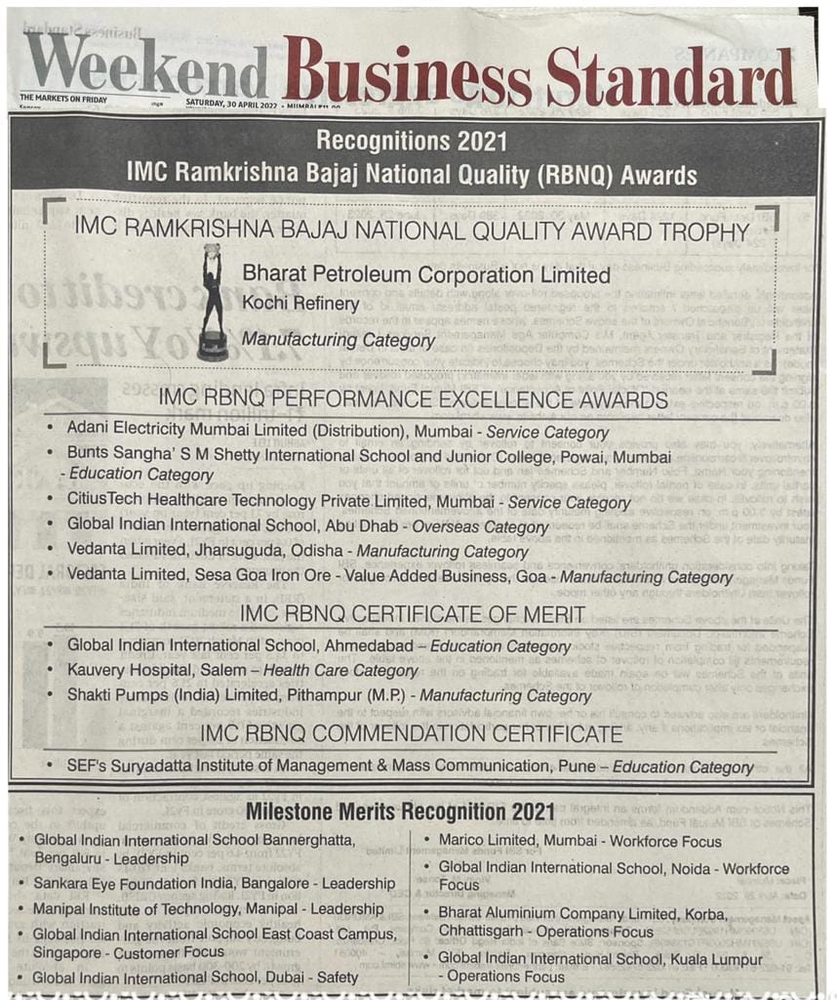 Weekend Business Standard
THE MARKETS ON FRIDAY
chg#
SATURDAY, 30 APRIL 2022
Recognitions 2021
IMC Ramkrishna Bajaj National Quality (RBNQ) Awards
IMC RAMKRISHNA BAJAJ NATIONAL QUALITY AWARD TROPHY
Bharat Petroleum Corporation Limited
Kochi Refinery
Manufacturing Category
IMC RBNQ PERFORMANCE EXCELLENCE AWARDS
• Adani Electricity Mumbai Limited (Distribution), Mumbai - Service Category
• Bunts Sangha' S M Shetty International School and Junior College, Powai, Mumbai
- Education Category
• CitiusTech Healthcare Technology Private Limited, Mumbai - Service Category
• Global Indian International School, Abu Dhab - Overseas Category
• Vedanta Limited, Jharsuguda, Odisha - Manufacturing Category
• Vedanta Limited, Sesa Goa Iron Ore - Value Added Business, Goa - Manufacturing Category
IMC RBNQ CERTIFICATE OF MERIT
• Global Indian International School, Ahmedabad – Education Category
• Kauvery Hospital, Salem – Health Care Category
• Shakti Pumps (India) Limited, Pithampur (M.P.) - Manufacturing Category
IMC RBNQ COMMENDATION CERTIFICATE
• SEF's Suryadatta Institute of Management & Mass Communication, Pune – Education Category
Milestone Merits Recognition 2021
• Global Indian International School Bannerghatta,
Bengaluru - Leadership
• Sankara Eye Foundation India, Bangalore - Leadership
• Manipal Institute of Technology, Manipal - Leadership
• Global Indian International School East Coast Campus,
Singapore - Customer Focus
• Global Indian International School, Dubai - Safety
• Marico Limited, Mumbai - Workforce Focus
• Global Indian International School, Noida - Workforce
Focus
• Bharat Aluminium Company Limited, Korba,
Chhattisgarh - Operations Focus
• Global Indian International School, Kuala Lumpur
- Operations Focus